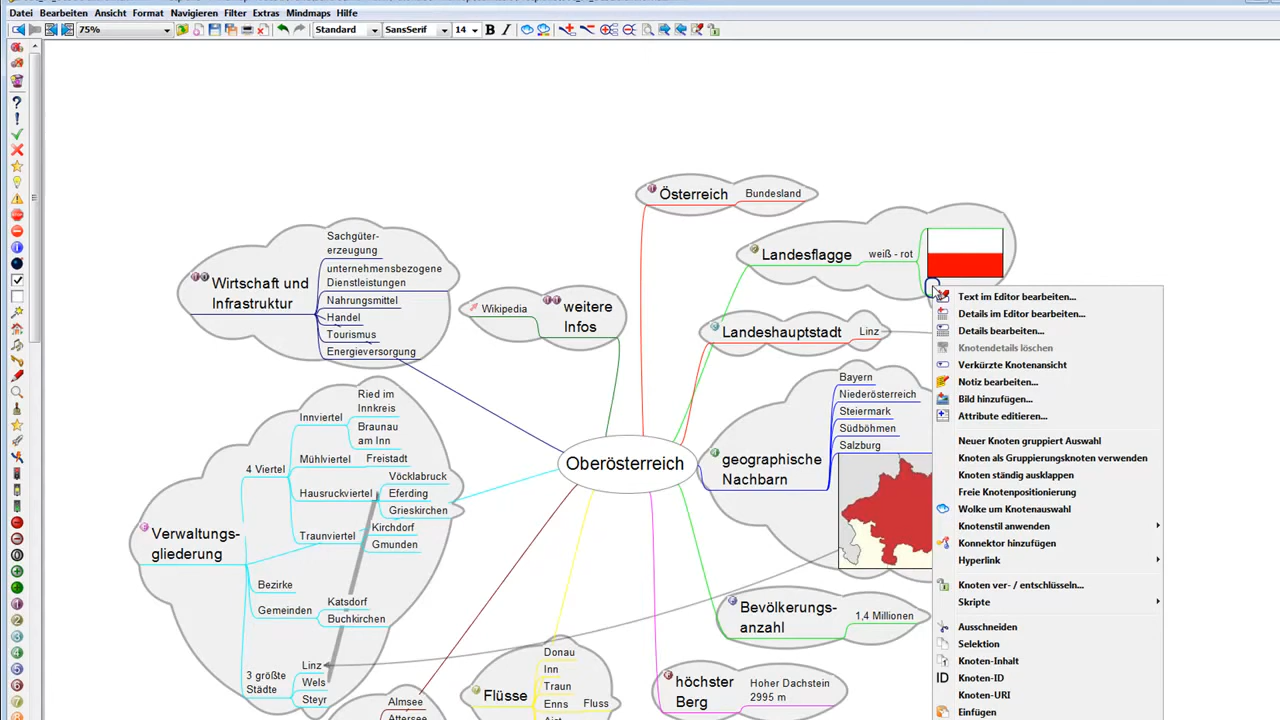 Datei Bearbeiten Ansicht Format Navigieren Filter Extras Mindmaps Hilfe
75% Standard SansSerif 14 B I
Österreich
Bundesland
Landesflagge
weiß - rot
Landeshauptstadt
Linz
geographische
Nachbarn
Bayern
Niederösterreich
Steiermark
Südböhmen
Salzburg
Bevölkerungs-
anzahl
1,4 Millionen
höchster
Berg
Hoher Dachstein
2995 m
Oberösterreich
weitere
Infos
Wikipedia
Wirtschaft und
Infrastruktur
Sachgüter-
erzeugung
unternehmensbezogene
Dienstleistungen
Nahrungsmittel
Handel
Tourismus
Energieversorgung
Verwaltungs-
gliederung
4 Viertel
Innviertel
Ried im
Innkreis
Braunau
am Inn
Mühlviertel
Freistadt
Hausruckviertel
Vöcklabruck
Eferding
Grieskirchen
Traunviertel
Kirchdorf
Gmunden
Bezirke
Gemeinden
Katsdorf
Buchkirchen
3 größte
Städte
Linz
Wels
Steyr
Almsee
Attersee
Flüsse
Donau
Inn
Traun
Enns
Fluss
Text im Editor bearbeiten...
Details im Editor bearbeiten...
Details bearbeiten...
Knotendetails löschen
Verkürzte Knotenansicht
Notiz bearbeiten...
Bild hinzufügen...
Attribute editieren...
Neuer Knoten gruppiert Auswahl
Knoten als Gruppierungsknoten verwenden
Knoten ständig ausklappen
Freie Knotenpositionierung
Wolke um Knotenauswahl
Knotenstil anwenden
Konnektor hinzufügen
Hyperlink
Knoten ver- / entschlüsseln...
Skripte
Ausschneiden
Selektion
Knoten-Inhalt
ID Knoten-ID
Knoten-URI
Einfügen